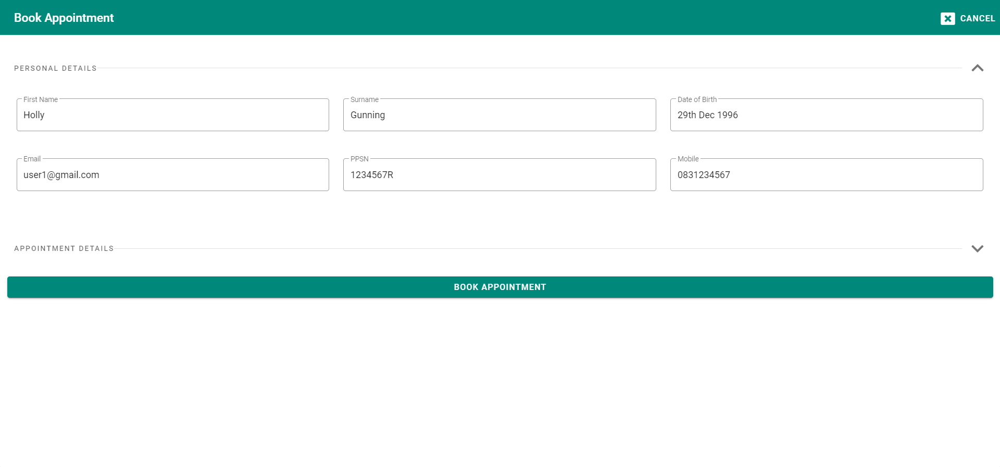 Book Appointment
CANCEL
PERSONAL DETAILS
First Name
Surname
Date of Birth
Holly
Gunning
29th Dec 1996
Email
PPSN
Mobile
user1@gmail.com
1234567R
0831234567
APPOINTMENT DETAILS
BOOK APPOINTMENT